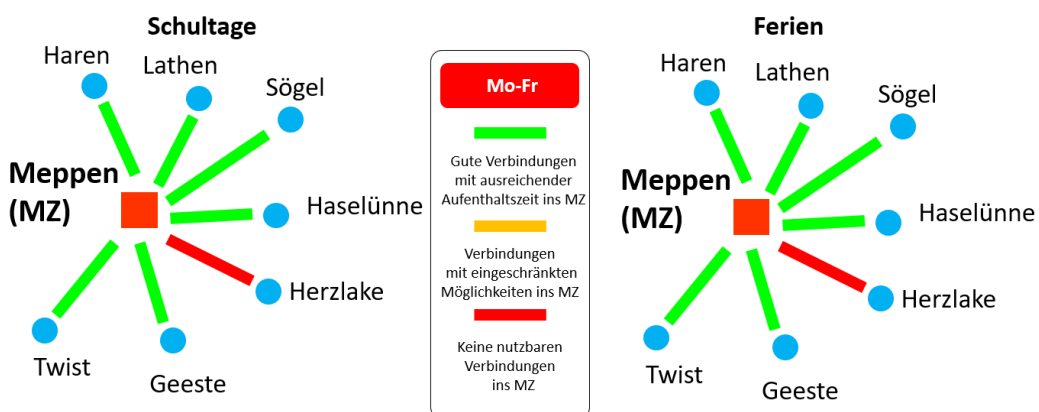 Schultage
Haren
Lathen
Sögel
Meppen
(MZ)
Haselünne
Herzlake
Twist
Geeste
Mo-Fr
Gute Verbindungen
mit ausreichender
Aufenthaltszeit ins MZ
Verbindungen
mit eingeschränkten
Möglichkeiten ins MZ
Keine nutzbaren
Verbindungen
ins MZ
Ferien
Haren
Lathen
Sögel
Meppen
(MZ)
Haselünne
Herzlake
Twist
Geeste